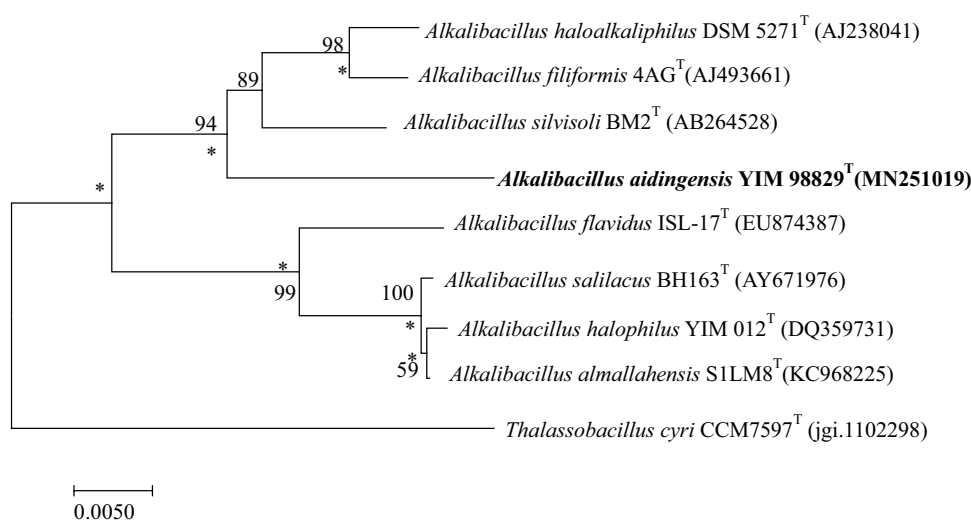 Alkalibacillus haloalkaliphilus DSM 5271T (AJ238041)
98
*
Alkalibacillus filiformis 4AGT(AJ493661)
89
Alkalibacillus silvisoli BM2T (AB264528)
94
*
Alkalibacillus aidingensis YIM 98829T(MN251019)
*
Alkalibacillus flavidus ISL-17T (EU874387)
*
99
Alkalibacillus salilacus BH163T (AY671976)
100
*
Alkalibacillus halophilus YIM 012T (DQ359731)
*
59
Alkalibacillus almallahensis S1LM8T(KC968225)
Thalassobacillus cyri CCM7597T (jgi.1102298)
0.0050